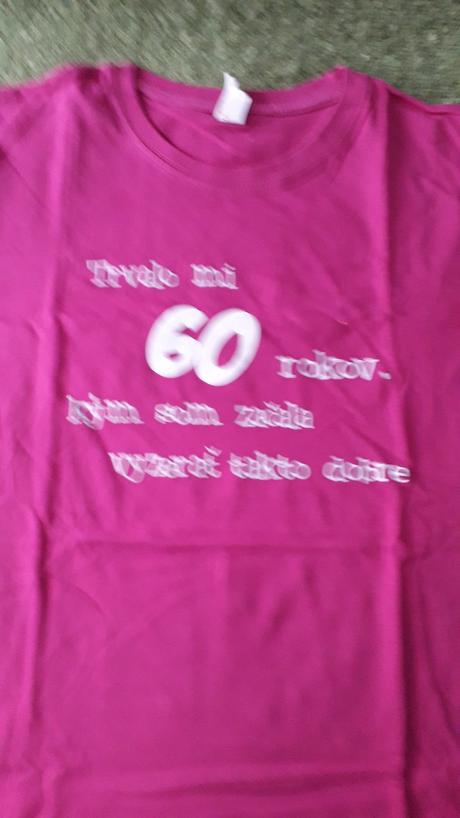 Trvalo mi
60 rokov,
kým som začala
vyzerať takto dobre